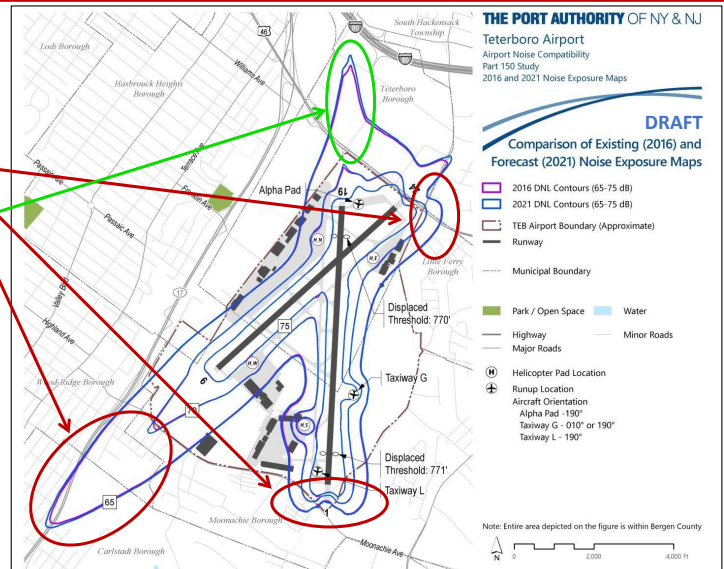 THE PORT AUTHORITY OF NY & NJ
Teterboro Airport
Airport Noise Compatibility
Part 150 Study
2016 and 2021 Noise Exposure Maps
DRAFT
Comparison of Existing (2016) and
Forecast (2021) Noise Exposure Maps
2016 DNL Contours (65-75 dB)
2021 DNL Contours (65-75 dB)
TEB Airport Boundary (Approximate)
Runway
Municipal Boundary
Park / Open Space
Water
Highway
Minor Roads
Major Roads
H
Helicopter Pad Location
Runup Location
Aircraft Orientation
Alpha Pad -190°
Taxiway G - 010° or 190°
Taxiway L - 190°
Note: Entire area depicted on the figure is within Bergen County
N
0
2,000
4,000 Ft
South Hackensack
Township
Lodi Borough
46
Williams Ave
Hasbrouck Heights
Borough
Teterboro
Borough
Terrace Ave
Passaic Ave
Franklin Ave
Alpha Pad
19
Passaic Ave
Little Ferry
Borough
Valley Blvd
17
Highland Ave
75
Displaced
Threshold: 770'
Wood-Ridge Borough
6
Taxiway G
70
Displaced
Threshold: 771'
Taxiway L
65
1
Moonachie Borough
Moonachie Ave
Carlstadt Borough